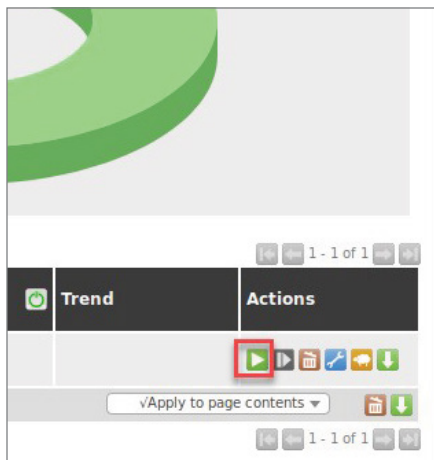 1 - 1 of 1
Trend
Actions
√Apply to page contents
1 - 1 of 1